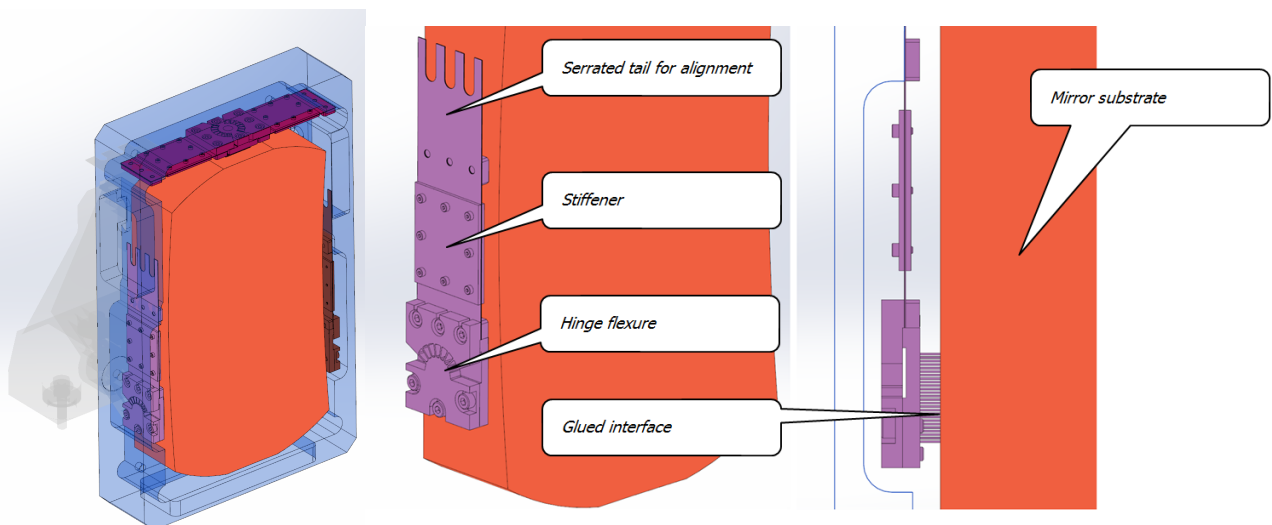 Serrated tail for alignment
Mirror substrate
Stiffener
Hinge flexure
Glued interface